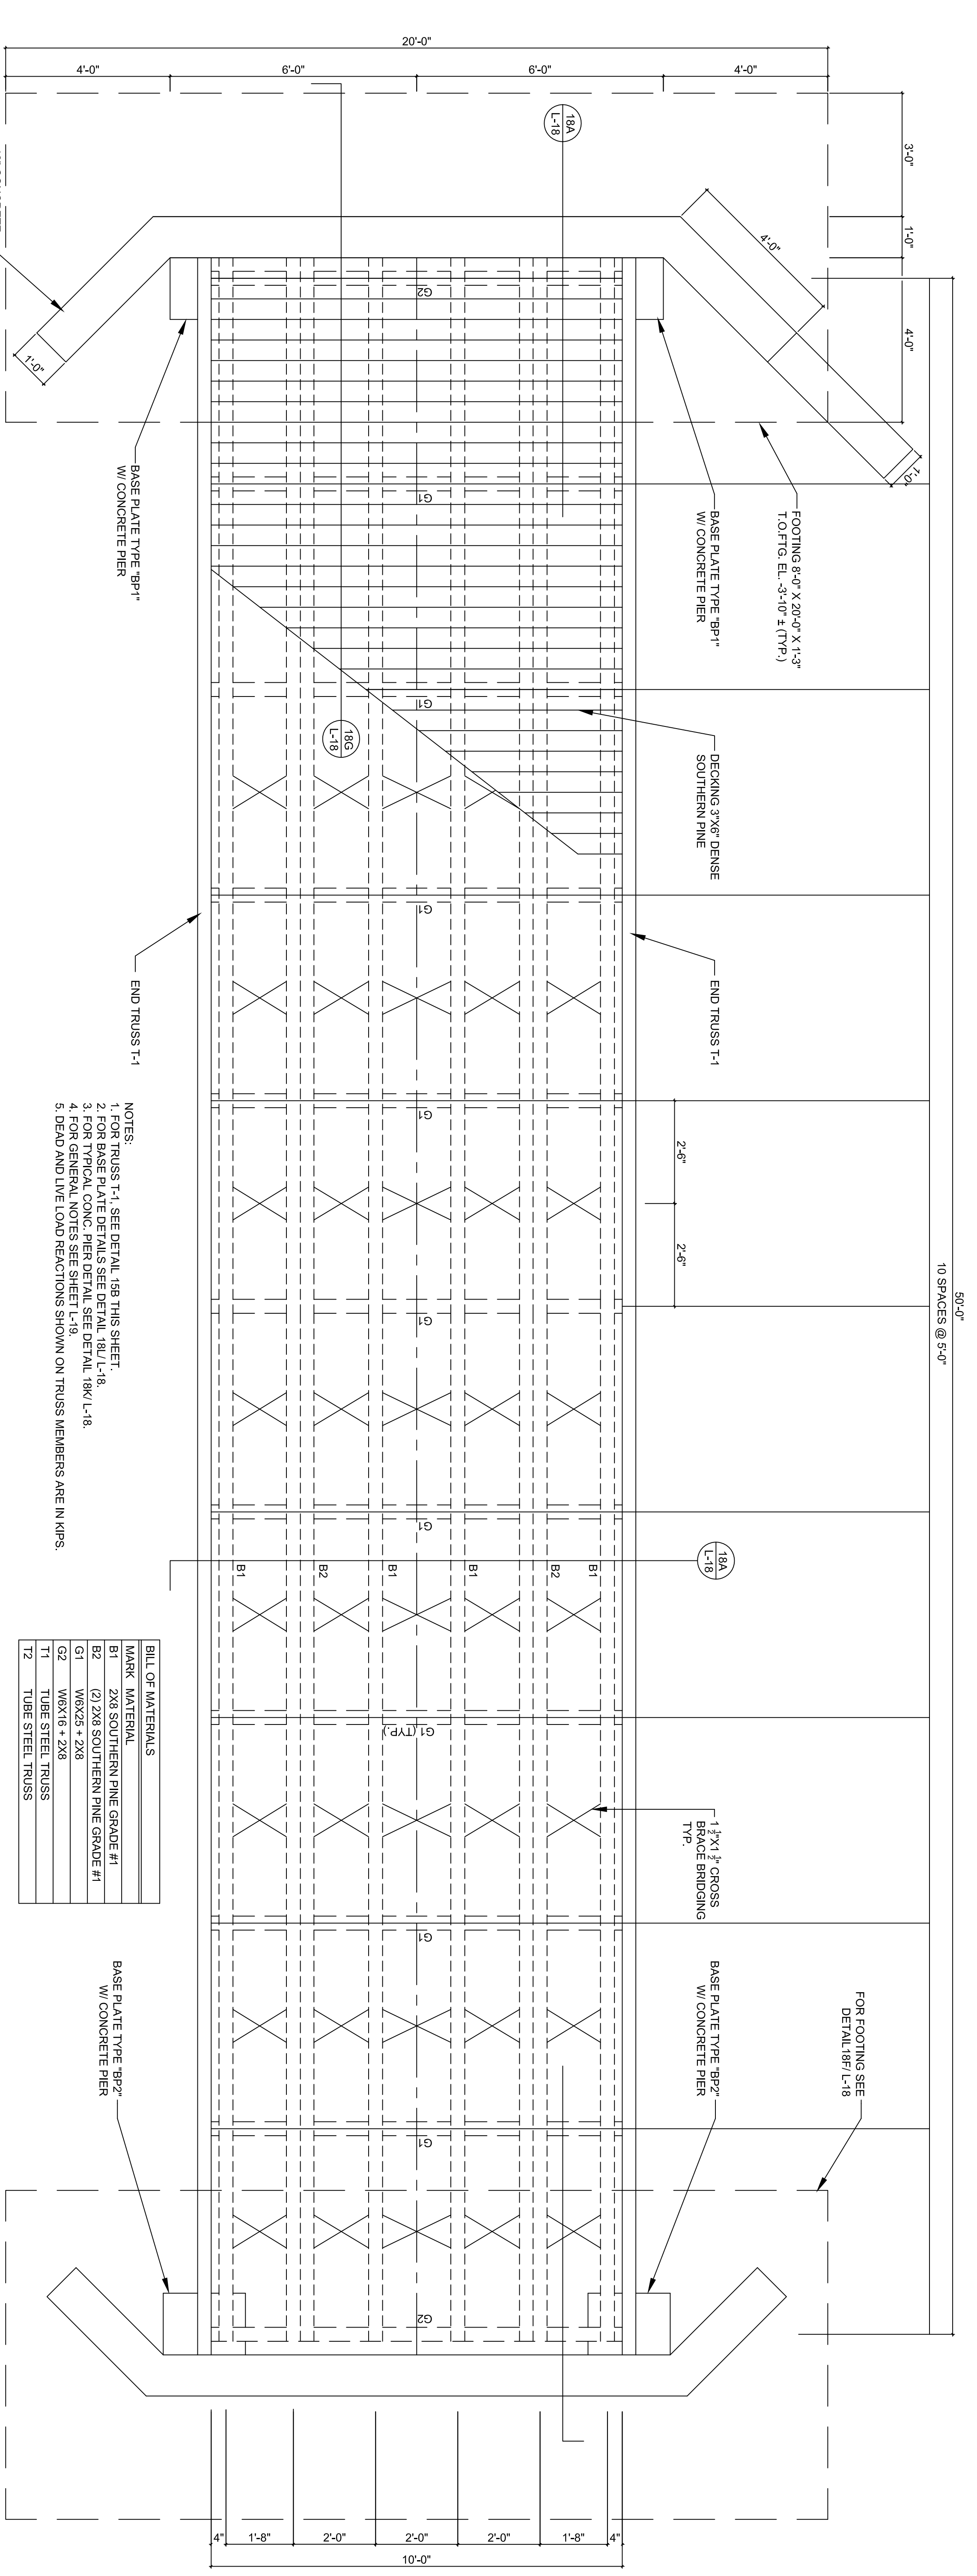 20'-0"
4'-0"
6'-0"
6'-0"
4'-0"
3'-0"
1'-0"
4'-0"
50'-0"
10 SPACES @ 5'-0"
18A
L-18
4'-0"
1'-0"
1'-0"
FOOTING 8'-0" X 20'-0" X 1'-3"
T.O.FTG. EL. -3'-10" ± (TYP.)
BASE PLATE TYPE "BP1"
W/ CONCRETE PIER
BASE PLATE TYPE "BP1"
W/ CONCRETE PIER
DECKING 3"X6" DENSE
SOUTHERN PINE
18G
L-18
END TRUSS T-1
END TRUSS T-1
2'-6"
2'-6"
G2
G1
G1
G1
G1
G1
G1
G1 (TYP.)
G1
G1
G2
18A
L-18
B1
B2
B1
B1
B2
B1
1 ½"X1 ½" CROSS
BRACE BRIDGING
TYP.
FOR FOOTING SEE
DETAIL18F/ L-18
BASE PLATE TYPE "BP2"
W/ CONCRETE PIER
BASE PLATE TYPE "BP2"
W/ CONCRETE PIER
NOTES:
1. FOR TRUSS T-1, SEE DETAIL 15B THIS SHEET.
2. FOR BASE PLATE DETAILS SEE DETAIL 18L/ L-18.
3. FOR TYPICAL CONC. PIER DETAIL SEE DETAIL 18K/ L-18.
4. FOR GENERAL NOTES SEE SHEET L-19.
5. DEAD AND LIVE LOAD REACTIONS SHOWN ON TRUSS MEMBERS ARE IN KIPS.
BILL OF MATERIALS
MARK MATERIAL
B1 2X8 SOUTHERN PINE GRADE #1
B2 (2) 2X8 SOUTHERN PINE GRADE #1
G1 W6X25 + 2X8
G2 W6X16 + 2X8
T1 TUBE STEEL TRUSS
T2 TUBE STEEL TRUSS
4"
1'-8"
2'-0"
2'-0"
2'-0"
1'-8"
4"
10'-0"